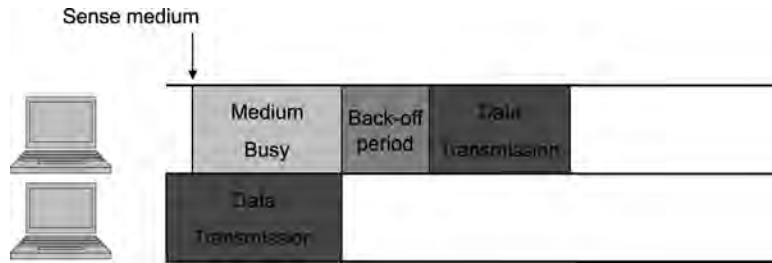 Sense medium
Medium
Busy
Back-off
period
Data
Transmission
Data
Transmission